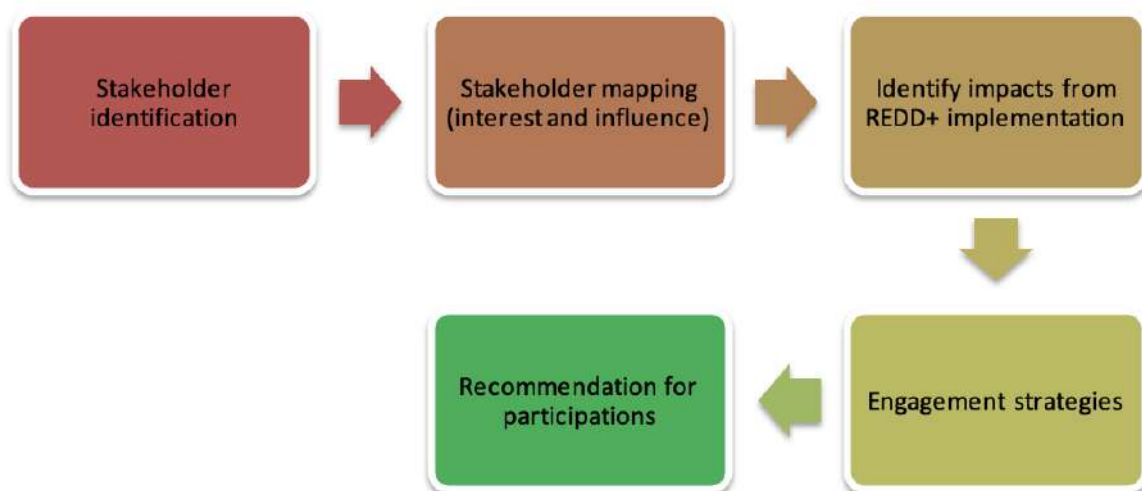 Stakeholder
identification
Stakeholder mapping
(interest and influence)
Identify impacts from
REDD+ implementation
Engagement strategies
Recommendation for
participations